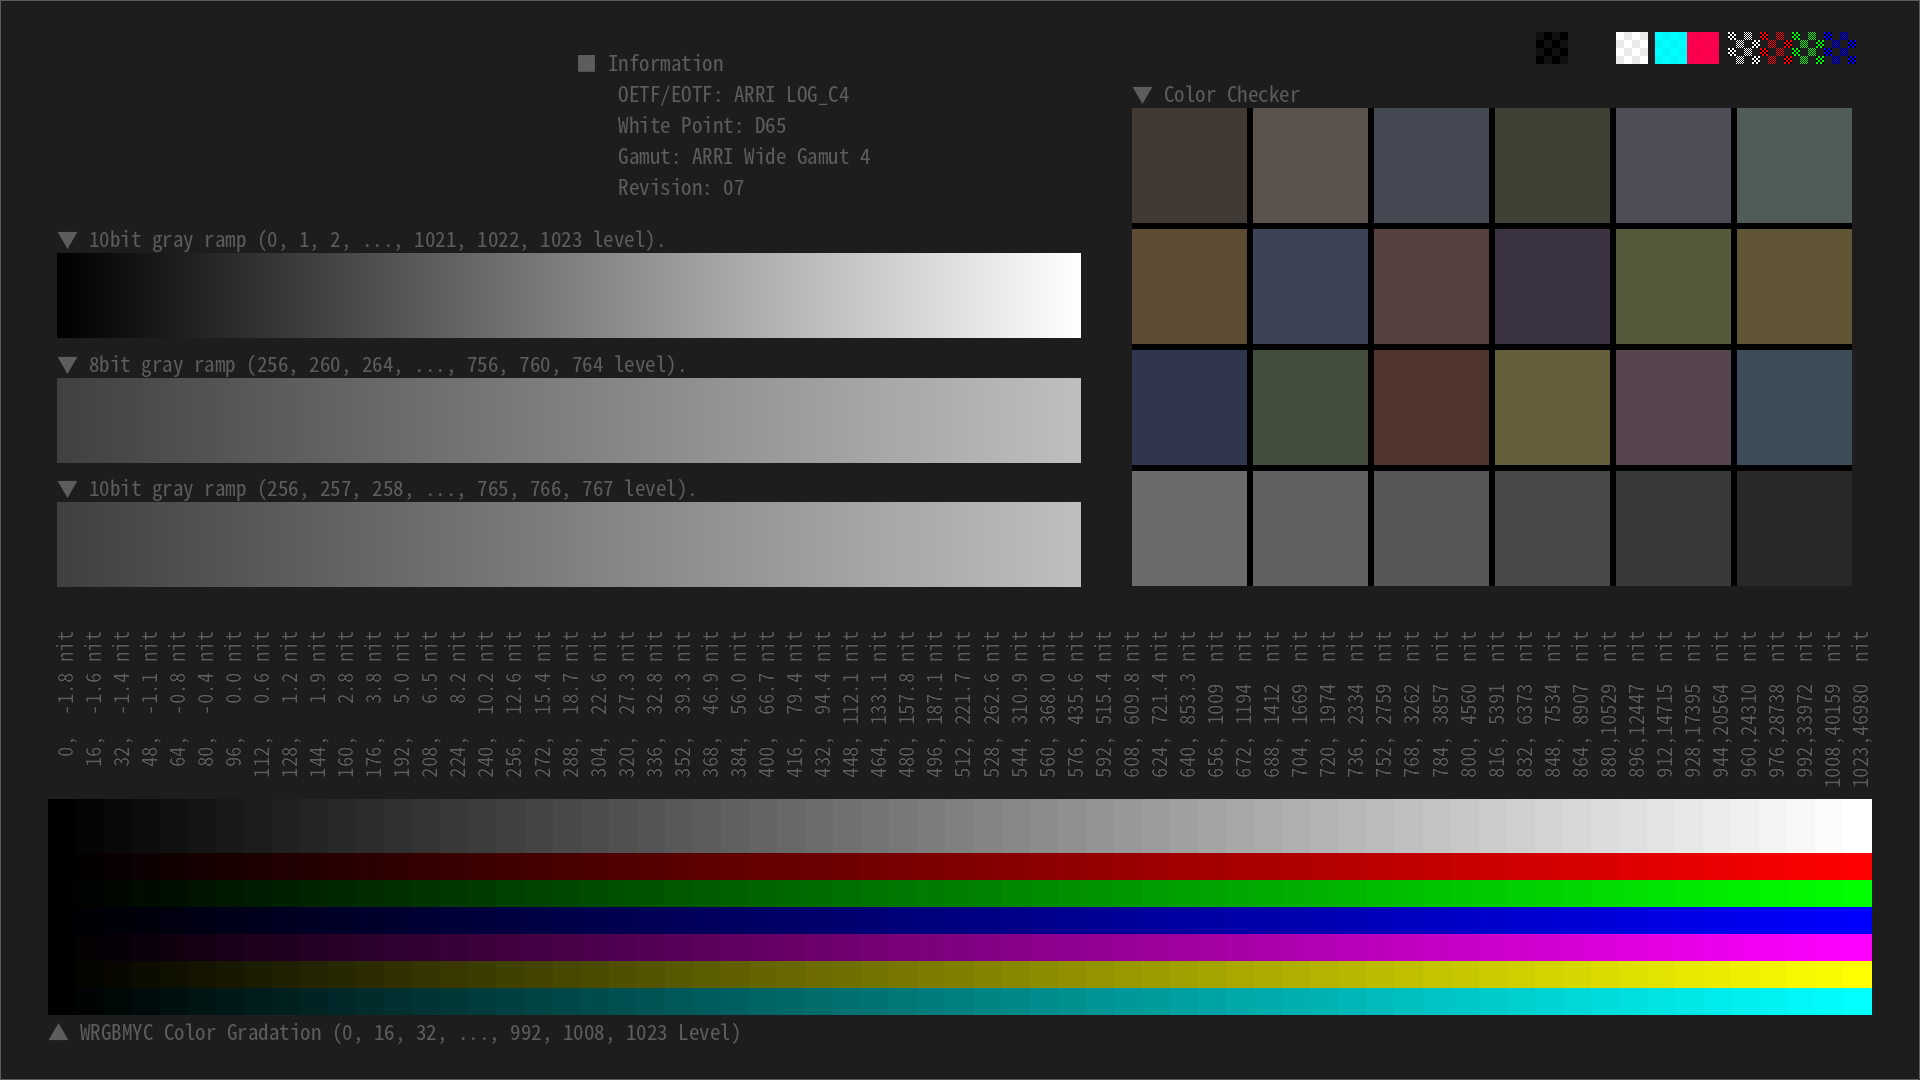 ■ Information
OETF/EOTF: ARRI LOG_C4
White Point: D65
Gamut: ARRI Wide Gamut 4
Revision: 07
▼ Color Checker
▼ 10bit gray ramp (0, 1, 2, ..., 1021, 1022, 1023 level).
▼ 8bit gray ramp (256, 260, 264, ..., 756, 760, 764 level).
▼ 10bit gray ramp (256, 257, 258, ..., 765, 766, 767 level).
0, -1.8 nit
16, -1.6 nit
32, -1.4 nit
48, -1.1 nit
64, -0.8 nit
80, -0.4 nit
96, 0.0 nit
112, 0.6 nit
128, 1.2 nit
144, 1.9 nit
160, 2.8 nit
176, 3.8 nit
192, 5.0 nit
208, 6.5 nit
224, 8.2 nit
240, 10.2 nit
256, 12.6 nit
272, 15.4 nit
288, 18.7 nit
304, 22.6 nit
320, 27.3 nit
336, 32.8 nit
352, 39.3 nit
368, 46.9 nit
384, 56.0 nit
400, 66.7 nit
416, 79.4 nit
432, 94.4 nit
448, 112.1 nit
464, 133.1 nit
480, 157.8 nit
496, 187.1 nit
512, 221.7 nit
528, 262.6 nit
544, 310.9 nit
560, 368.0 nit
576, 435.6 nit
592, 515.4 nit
608, 609.8 nit
624, 721.4 nit
640, 853.3 nit
656, 1009 nit
672, 1194 nit
688, 1412 nit
704, 1669 nit
720, 1974 nit
736, 2334 nit
752, 2759 nit
768, 3262 nit
784, 3857 nit
800, 4560 nit
816, 5391 nit
832, 6373 nit
848, 7534 nit
864, 8907 nit
880,10529 nit
896,12447 nit
912,14715 nit
928,17395 nit
944,20564 nit
960,24310 nit
976,28738 nit
992,33972 nit
1008,40159 nit
1023,46980 nit
▲ WRGBMYC Color Gradation (0, 16, 32, ..., 992, 1008, 1023 Level)